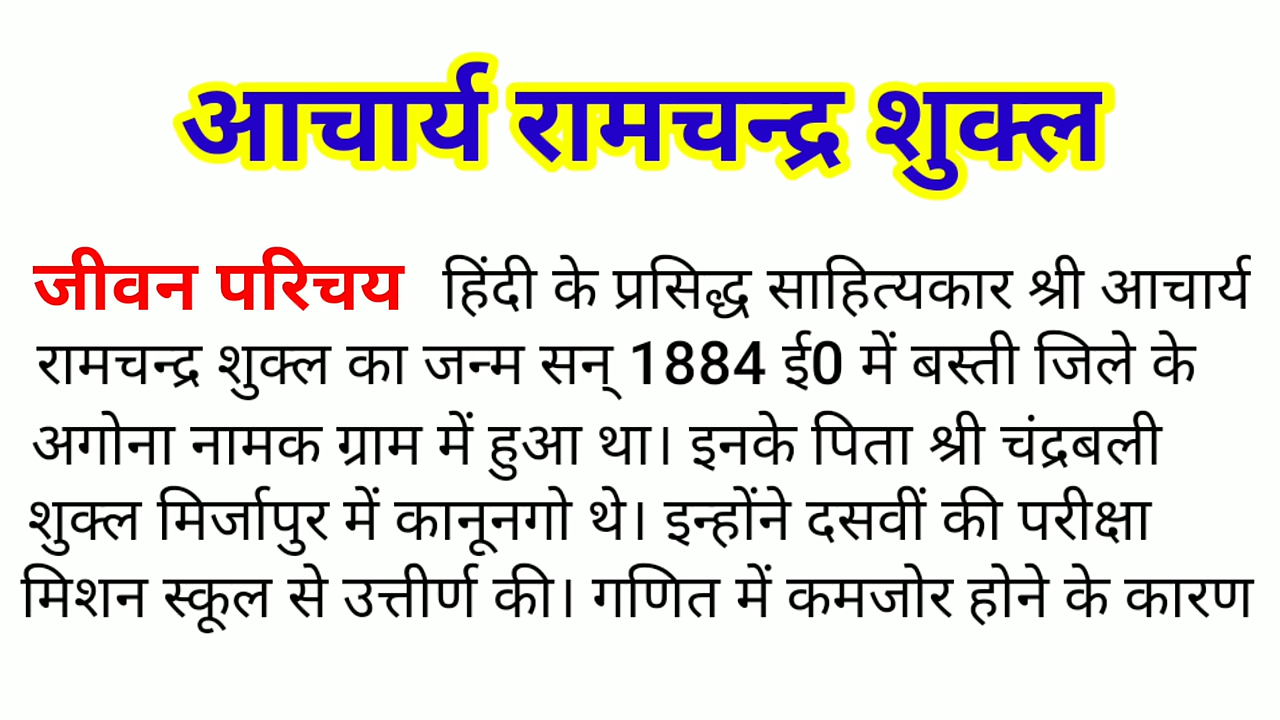 आचार्य रामचन्द्र शुक्ल
जीवन परिचय हिंदी के प्रसिद्ध साहित्यकार श्री आचार्य
रामचन्द्र शुक्ल का जन्म सन् 1884 ई0 में बस्ती जिले के
अगोना नामक ग्राम में हुआ था। इनके पिता श्री चंद्रबली
शुक्ल मिर्जापुर में कानूनगो थे। इन्होंने दसवीं की परीक्षा
मिशन स्कूल से उत्तीर्ण की। गणित में कमजोर होने के कारण